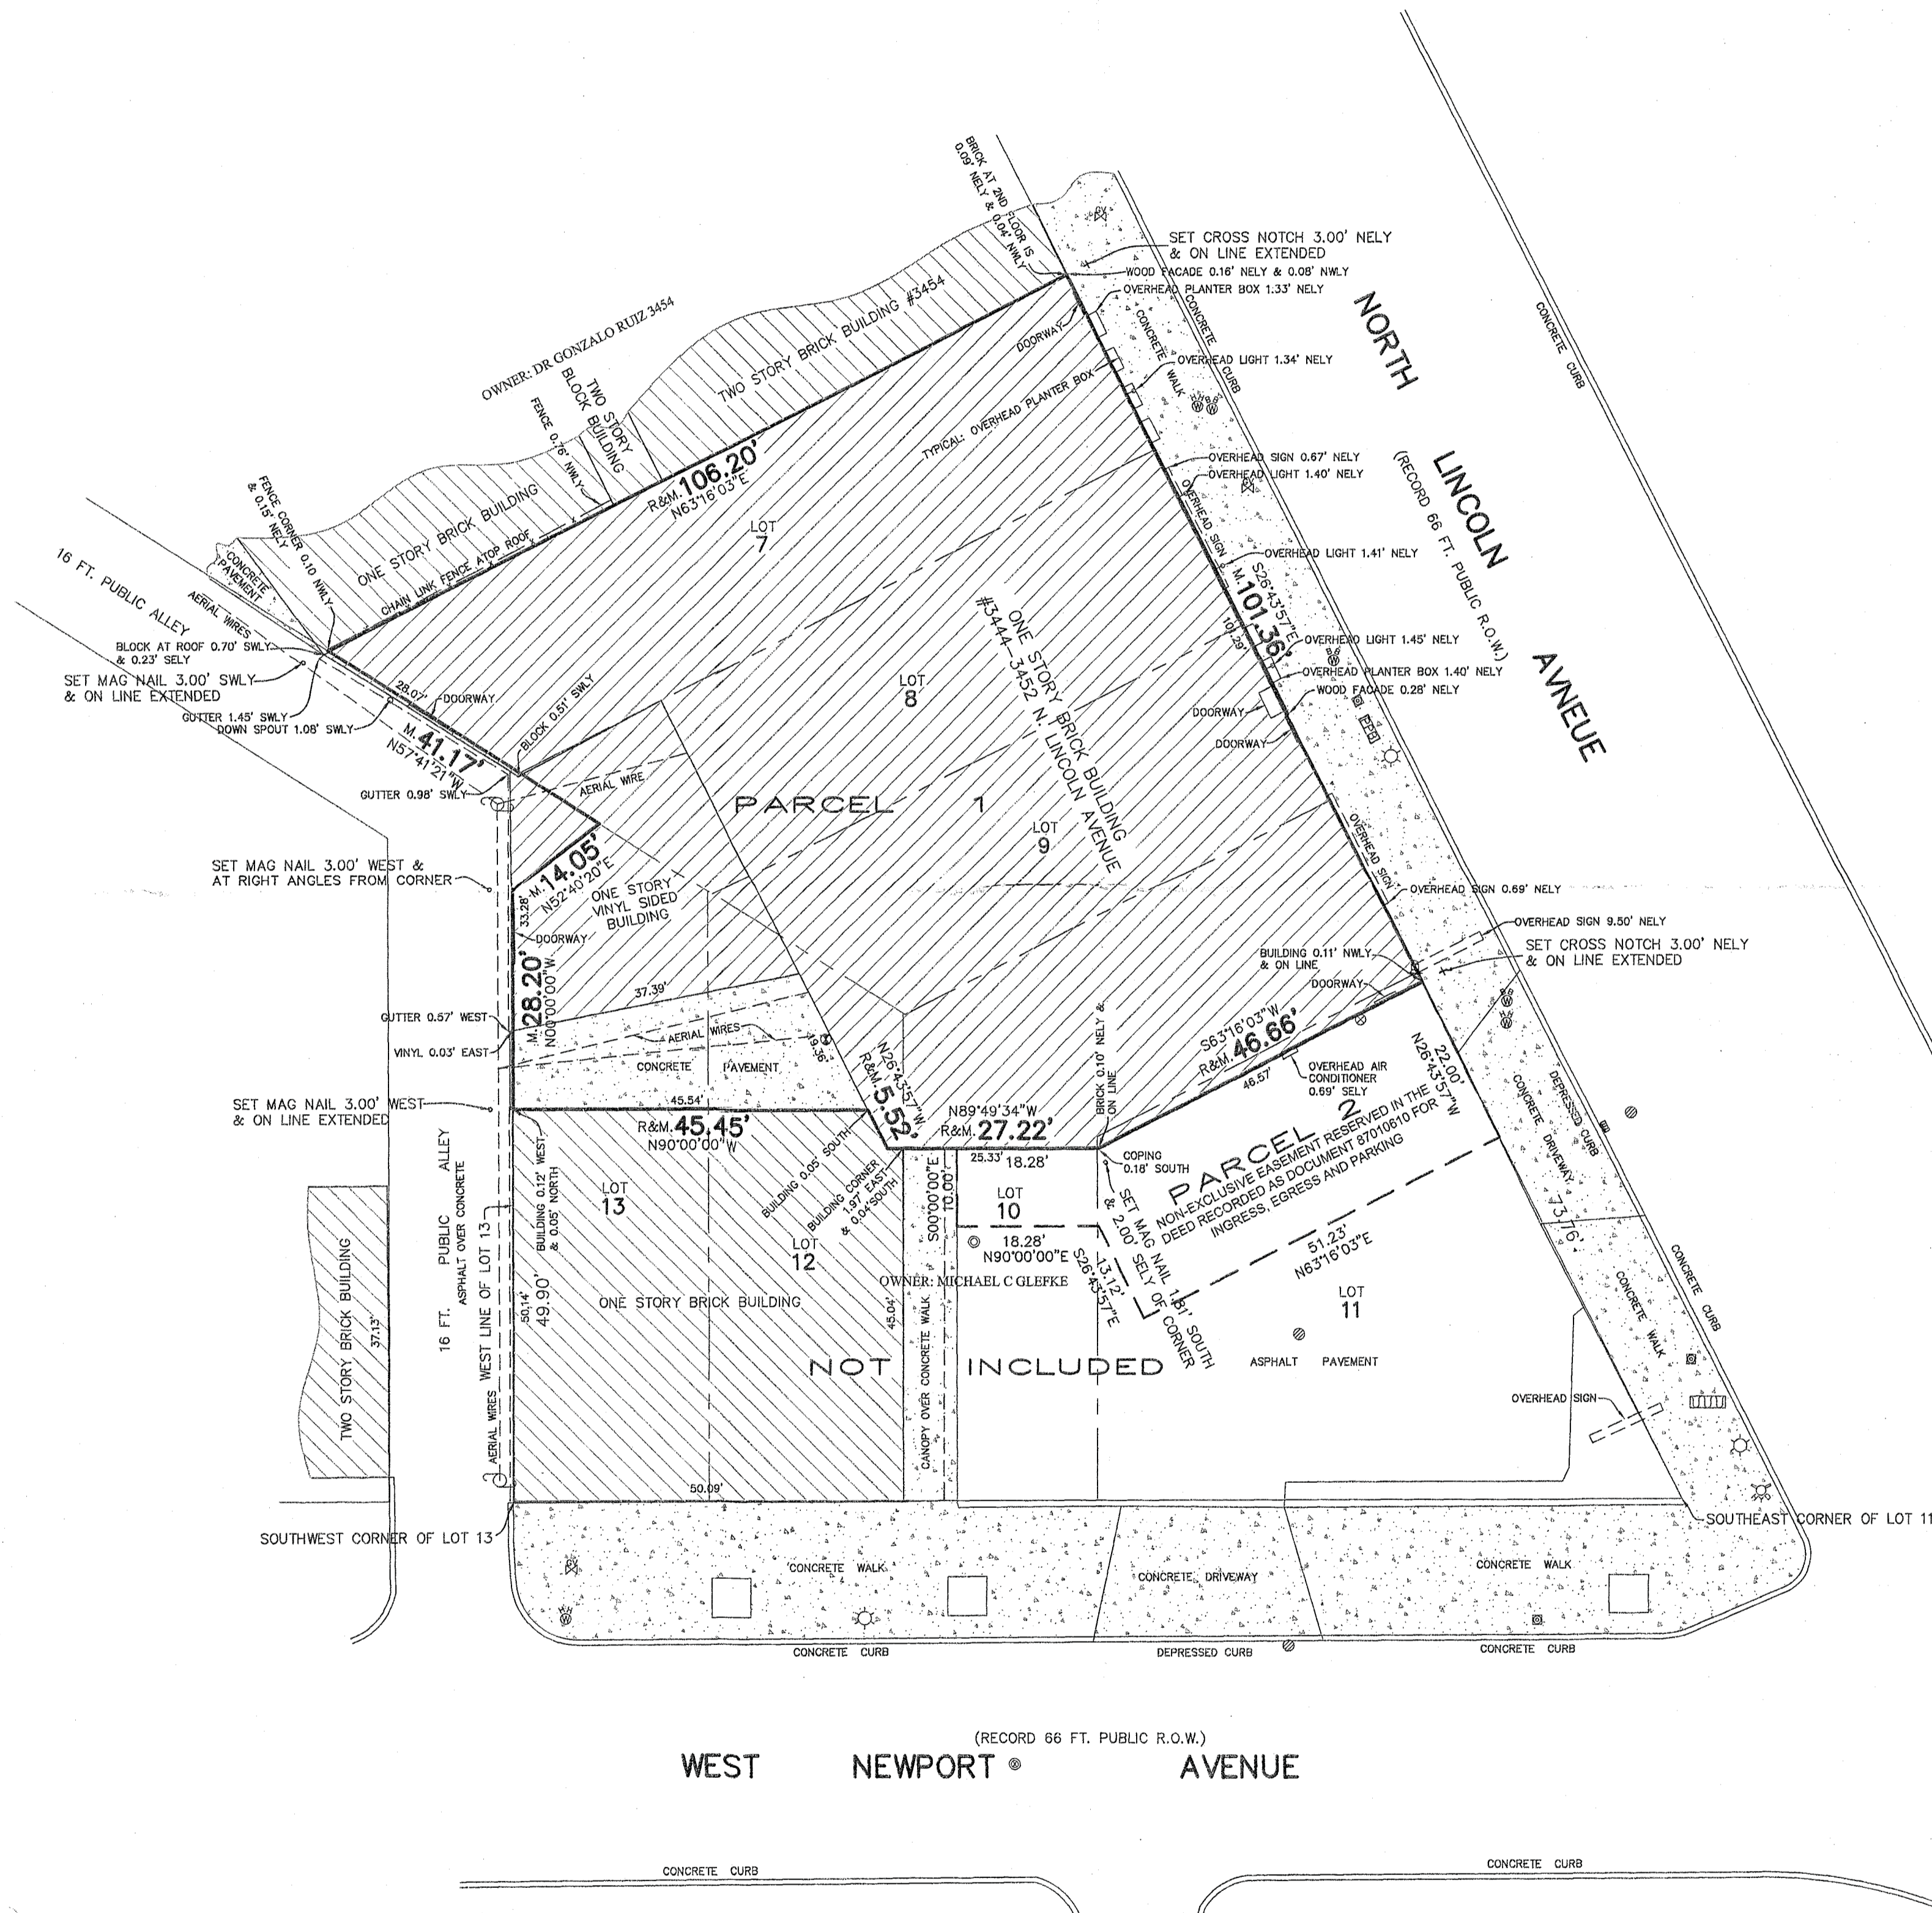 BRICK AT 2ND FLOOR IS
0.09' NELY & 0.04' NWLY
SET CROSS NOTCH 3.00' NELY
& ON LINE EXTENDED
WOOD FACADE 0.16' NELY & 0.08' NWLY
OVERHEAD PLANTER BOX 1.33' NELY
CONCRETE CURB
CONCRETE WALK
DOORWAY
OVERHEAD LIGHT 1.34' NELY
TYPICAL: OVERHEAD PLANTER BOX
NORTH
LINCOLN
AVNEUE
(RECORD 66 FT. PUBLIC R.O.W.)
CONCRETE CURB
OWNER: DR GONZALO RUIZ 3454
TWO STORY BRICK BUILDING #3454
TWO STORY
BLOCK BUILDING
FENCE 0.76' NWLY
R&M. 106.20'
N63°16'03"E
ONE STORY BRICK BUILDING
CHAIN LINK FENCE ATOP ROOF
FENCE CORNER 0.10 NWLY
& 0.15' NELY
CONCRETE
PAVEMENT
16 FT. PUBLIC ALLEY
AERIAL WIRES
BLOCK AT ROOF 0.70' SWLY
& 0.23' SELY
SET MAG NAIL 3.00' SWLY
& ON LINE EXTENDED
GUTTER 1.45' SWLY
DOWN SPOUT 1.08' SWLY
28.07'
DOORWAY
M. 41.17'
N57°41'21"W
BLOCK 0.51' SWLY
GUTTER 0.98' SWLY
AERIAL WIRE
LOT
7
LOT
8
LOT
9
PARCEL 1
ONE STORY BRICK BUILDING
#3444-3452 N. LINCOLN AVENUE
OVERHEAD SIGN 0.67' NELY
OVERHEAD LIGHT 1.40' NELY
OVERHEAD SIGN
OVERHEAD LIGHT 1.41' NELY
S26°43'57"E
M. 101.36'
101.29'
OVERHEAD LIGHT 1.45' NELY
OVERHEAD PLANTER BOX 1.40' NELY
WOOD FACADE 0.28' NELY
DOORWAY
DOORWAY
PPB
OVERHEAD SIGN
OVERHEAD SIGN 0.69' NELY
OVERHEAD SIGN 9.50' NELY
SET CROSS NOTCH 3.00' NELY
& ON LINE EXTENDED
BUILDING 0.11' NWLY
& ON LINE
DOORWAY
SET MAG NAIL 3.00' WEST &
AT RIGHT ANGLES FROM CORNER
M. 14.05'
N52°40'20"E
ONE STORY
VINYL SIDED
BUILDING
33.28'
DOORWAY
M. 28.20'
N00°00'00"W
37.39'
GUTTER 0.57' WEST
VINYL 0.03' EAST
AERIAL WIRES
CONCRETE PAVEMENT
19.36'
N26°43'57"W
R&M. 5.52'
SET MAG NAIL 3.00' WEST
& ON LINE EXTENDED
45.54'
R&M. 45.45'
N90°00'00"W
N89°49'34"W
R&M. 27.22'
25.33'
18.28'
BRICK 0.10' NELY &
ON LINE
S63°16'03"W
R&M. 46.66'
46.57'
OVERHEAD AIR
CONDITIONER
0.69' SELY
22.00'
N26°43'57"W
DEPRESSED CURB
CONCRETE DRIVEWAY
COPING
0.18' SOUTH
PARCEL 2
NON-EXCLUSIVE EASEMENT RESERVED IN THE
DEED RECORDED AS DOCUMENT 87010610 FOR
INGRESS, EGRESS AND PARKING
SET MAG NAIL 1.81' SOUTH
& 2.00' SELY OF CORNER
51.23'
N63°16'03"E
73.76'
16 FT. PUBLIC ALLEY
ASPHALT OVER CONCRETE
WEST LINE OF LOT 13
AERIAL WIRES
BUILDING 0.12' WEST
& 0.05' NORTH
50.14'
49.90'
LOT
13
BUILDING 0.05' SOUTH
BUILDING CORNER
1.97' EAST
& 0.04' SOUTH
LOT
12
S00°00'00"E
10.00'
LOT
10
18.28'
N90°00'00"E
13.12'
S26°43'57"E
OWNER: MICHAEL C GLEFKE
ONE STORY BRICK BUILDING
45.04'
CANOPY OVER CONCRETE WALK
LOT
11
NOT INCLUDED
ASPHALT PAVEMENT
TWO STORY BRICK BUILDING
37.13'
CONCRETE WALK
CONCRETE CURB
OVERHEAD SIGN
50.09'
SOUTHWEST CORNER OF LOT 13
SOUTHEAST CORNER OF LOT 11
CONCRETE WALK
CONCRETE DRIVEWAY
CONCRETE WALK
CONCRETE CURB
DEPRESSED CURB
CONCRETE CURB
(RECORD 66 FT. PUBLIC R.O.W.)
WEST NEWPORT AVENUE
CONCRETE CURB
CONCRETE CURB